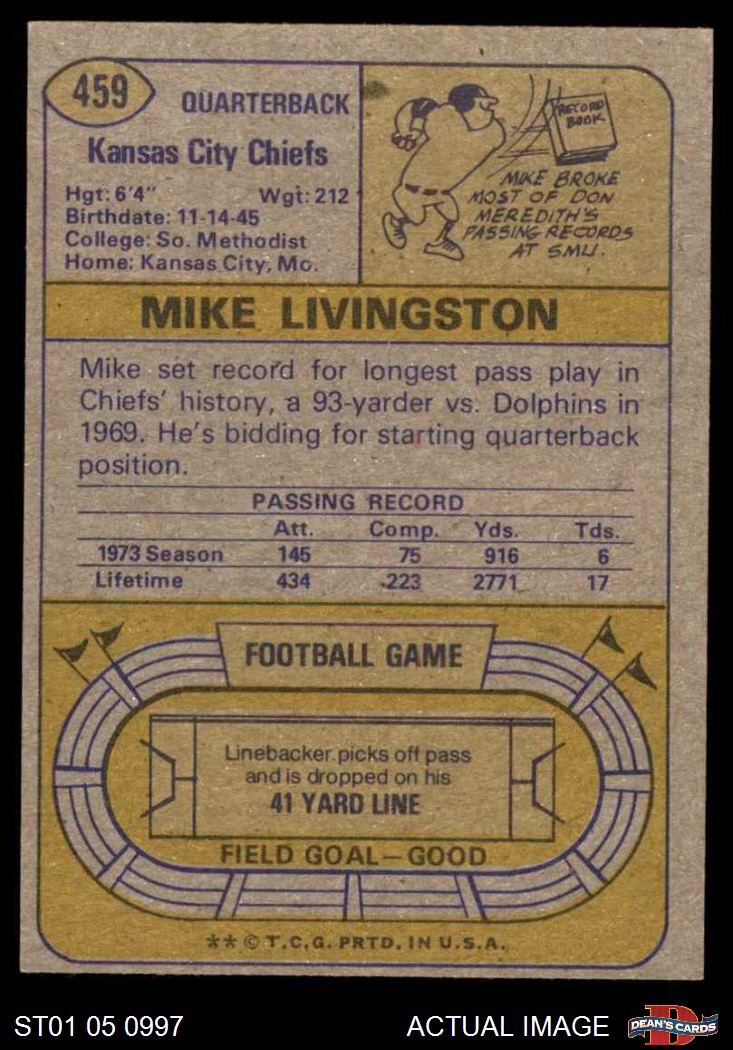 459
QUARTERBACK
Kansas City Chiefs
Hgt: 6'4" Wgt: 212
Birthdate: 11-14-45
College: So. Methodist
Home: Kansas City, Mo.
RECORD
BOOK
MIKE BROKE
MOST OF DON
MEREDITH'S
PASSING RECORDS
AT SMU.
MIKE LIVINGSTON
Mike set record for longest pass play in
Chiefs' history, a 93-yarder vs. Dolphins in
1969. He's bidding for starting quarterback
position.
PASSING RECORD
Att. Comp. Yds. Tds.
1973 Season 145 75 916 6
Lifetime 434 223 2771 17
FOOTBALL GAME
Linebacker picks off pass
and is dropped on his
41 YARD LINE
FIELD GOAL—GOOD
** © T.C.G. PRTD. IN U.S.A.
ST01 05 0997 ACTUAL IMAGE
D
DEAN'S CARDS